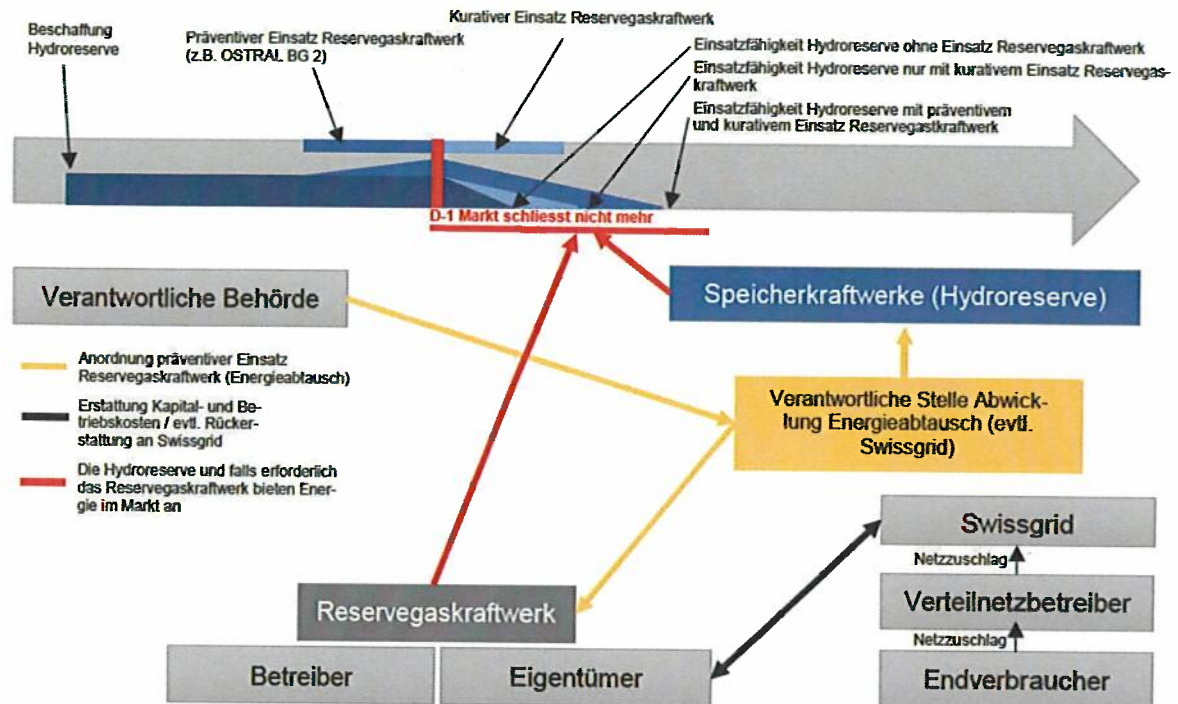 Beschaffung
Hydroreserve
Präventiver Einsatz Reservegaskraftwerk
(z.B. OSTRAL BG 2)
Kurativer Einsatz Reservegaskraftwerk
Einsatzfähigkeit Hydroreserve ohne Einsatz Reservegaskraftwerk
Einsatzfähigkeit Hydroreserve nur mit kurativem Einsatz Reservegas-
kraftwerk
Einsatzfähigkeit Hydroreserve mit präventivem
und kurativem Einsatz Reservegastkraftwerk
D-1 Markt schliesst nicht mehr
Verantwortliche Behörde
Speicherkraftwerke (Hydroreserve)
Anordnung präventiver Einsatz
Reservegaskraftwerk (Energieabtausch)
Erstattung Kapital- und Be-
triebskosten / evtl. Rücker-
stattung an Swissgrid
Die Hydroreserve und falls erforderlich
das Reservegaskraftwerk bieten Ener-
gie im Markt an
Verantwortliche Stelle Abwick-
lung Energieabtausch (evtl.
Swissgrid)
Swissgrid
Netzzuschlag
Verteilnetzbetreiber
Netzzuschlag
Endverbraucher
Reservegaskraftwerk
Betreiber
Eigentümer